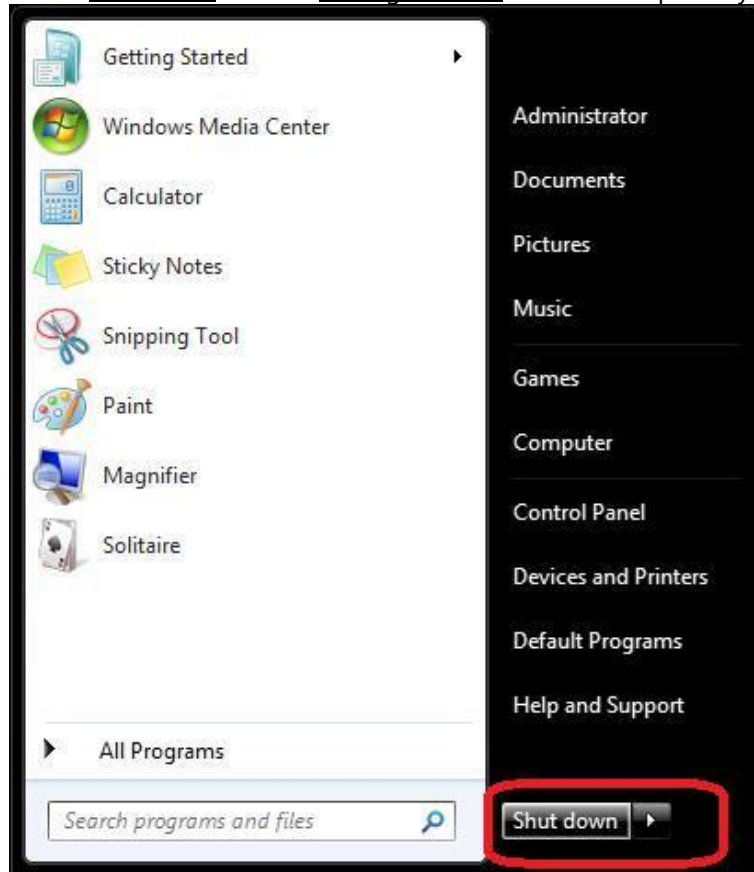 Getting Started
Windows Media Center
Calculator
Sticky Notes
Snipping Tool
Paint
Magnifier
Solitaire
All Programs
Search programs and files
Administrator
Documents
Pictures
Music
Games
Computer
Control Panel
Devices and Printers
Default Programs
Help and Support
Shut down